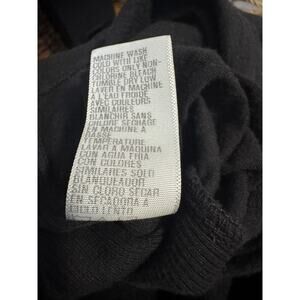 MACHINE WASH
COLD WITH LIKE
COLORS ONLY NON-
CHLORINE BLEACH
TUMBLE DRY LOW
LAVER EN MACHINE
A L'EAU FROIDE
AVEC COULEURS
SIMILAIRES
BLANCHIR SANS
CHLORE SECHAGE
EN MACHINE A
BASSE
TEMPERATURE
LAVAR A MAQUINA
CON AGUA FRIA
CON COLORES
SIMILARES SOLO
BLANQUEADOR
SIN CLORO SECAR
EN SECADORA A
CICLO LENTO